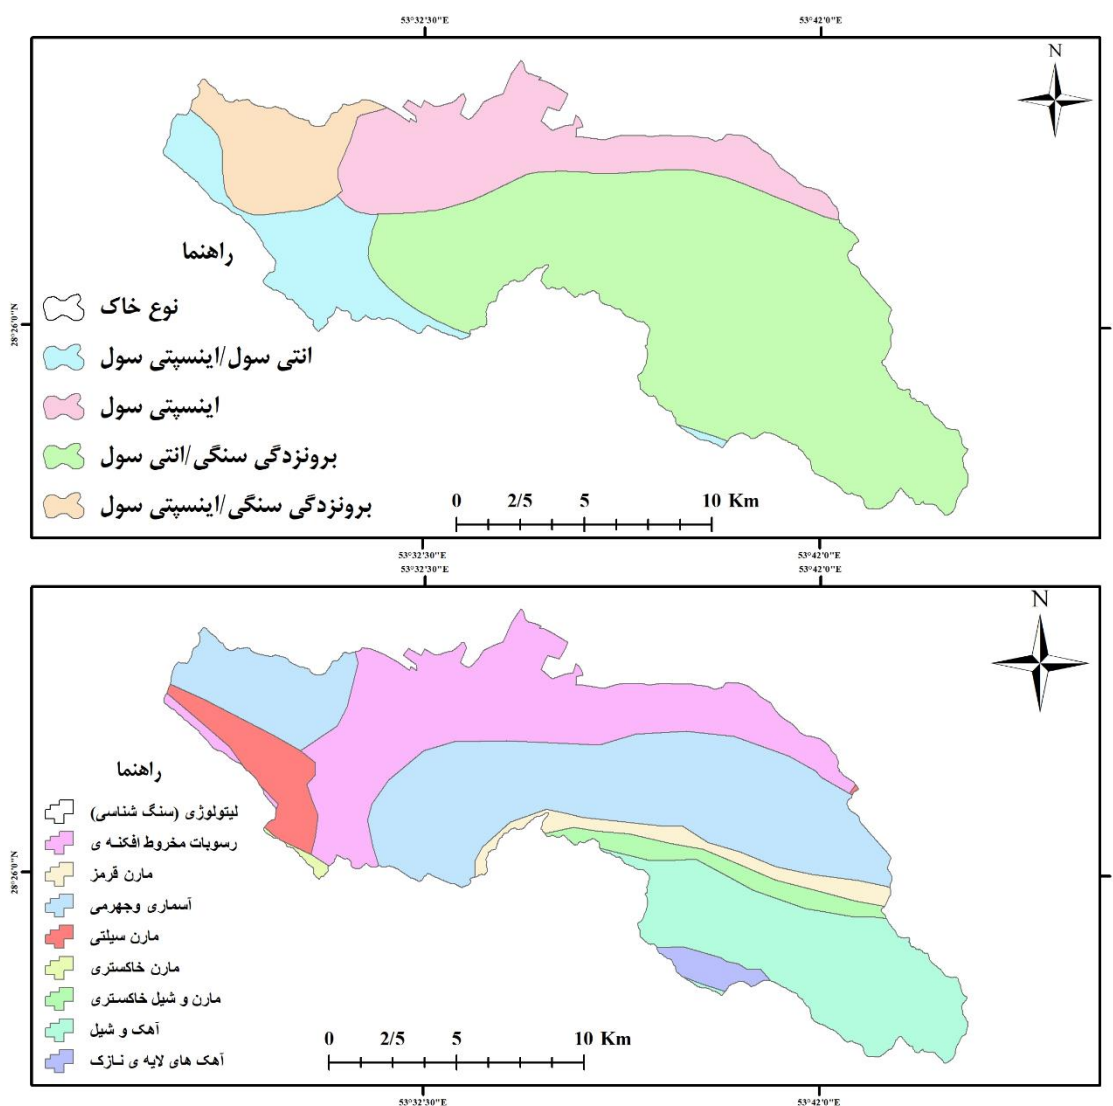 53°32'30"E
53°42'0"E
N
راهنما
نوع خاک
انتی سول/اینسپتی سول
اینسپتی سول
برونزدگی سنگی/انتی سول
برونزدگی سنگی/اینسپتی سول
28°26'0"N
0 2/5 5 10 Km
53°32'30"E
53°42'0"E
53°32'30"E
53°42'0"E
N
راهنما
لیتولوژی (سنگ شناسی)
رسوبات مخروط افکنه ی
مارن قرمز
آسماری وجهرمی
مارن سیلتی
مارن خاکستری
مارن و شیل خاکستری
آهک و شیل
آهک های لایه ی نازک
28°26'0"N
0 2/5 5 10 Km
53°32'30"E
53°42'0"E